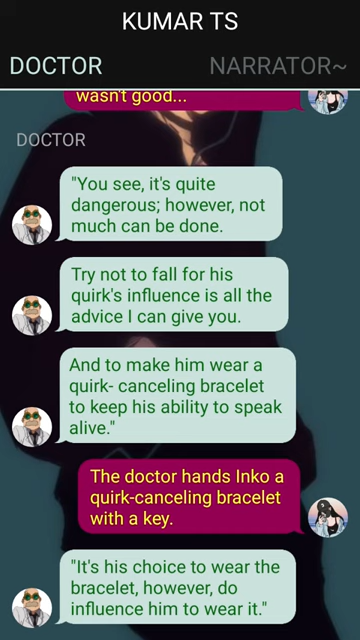 KUMAR TS
DOCTOR
NARRATOR~
wasn't good...
DOCTOR
"You see, it's quite
dangerous; however, not
much can be done.
Try not to fall for his
quirk's influence is all the
advice I can give you.
And to make him wear a
quirk- canceling bracelet
to keep his ability to speak
alive."
The doctor hands Inko a
quirk-canceling bracelet
with a key.
"It's his choice to wear the
bracelet, however, do
influence him to wear it."